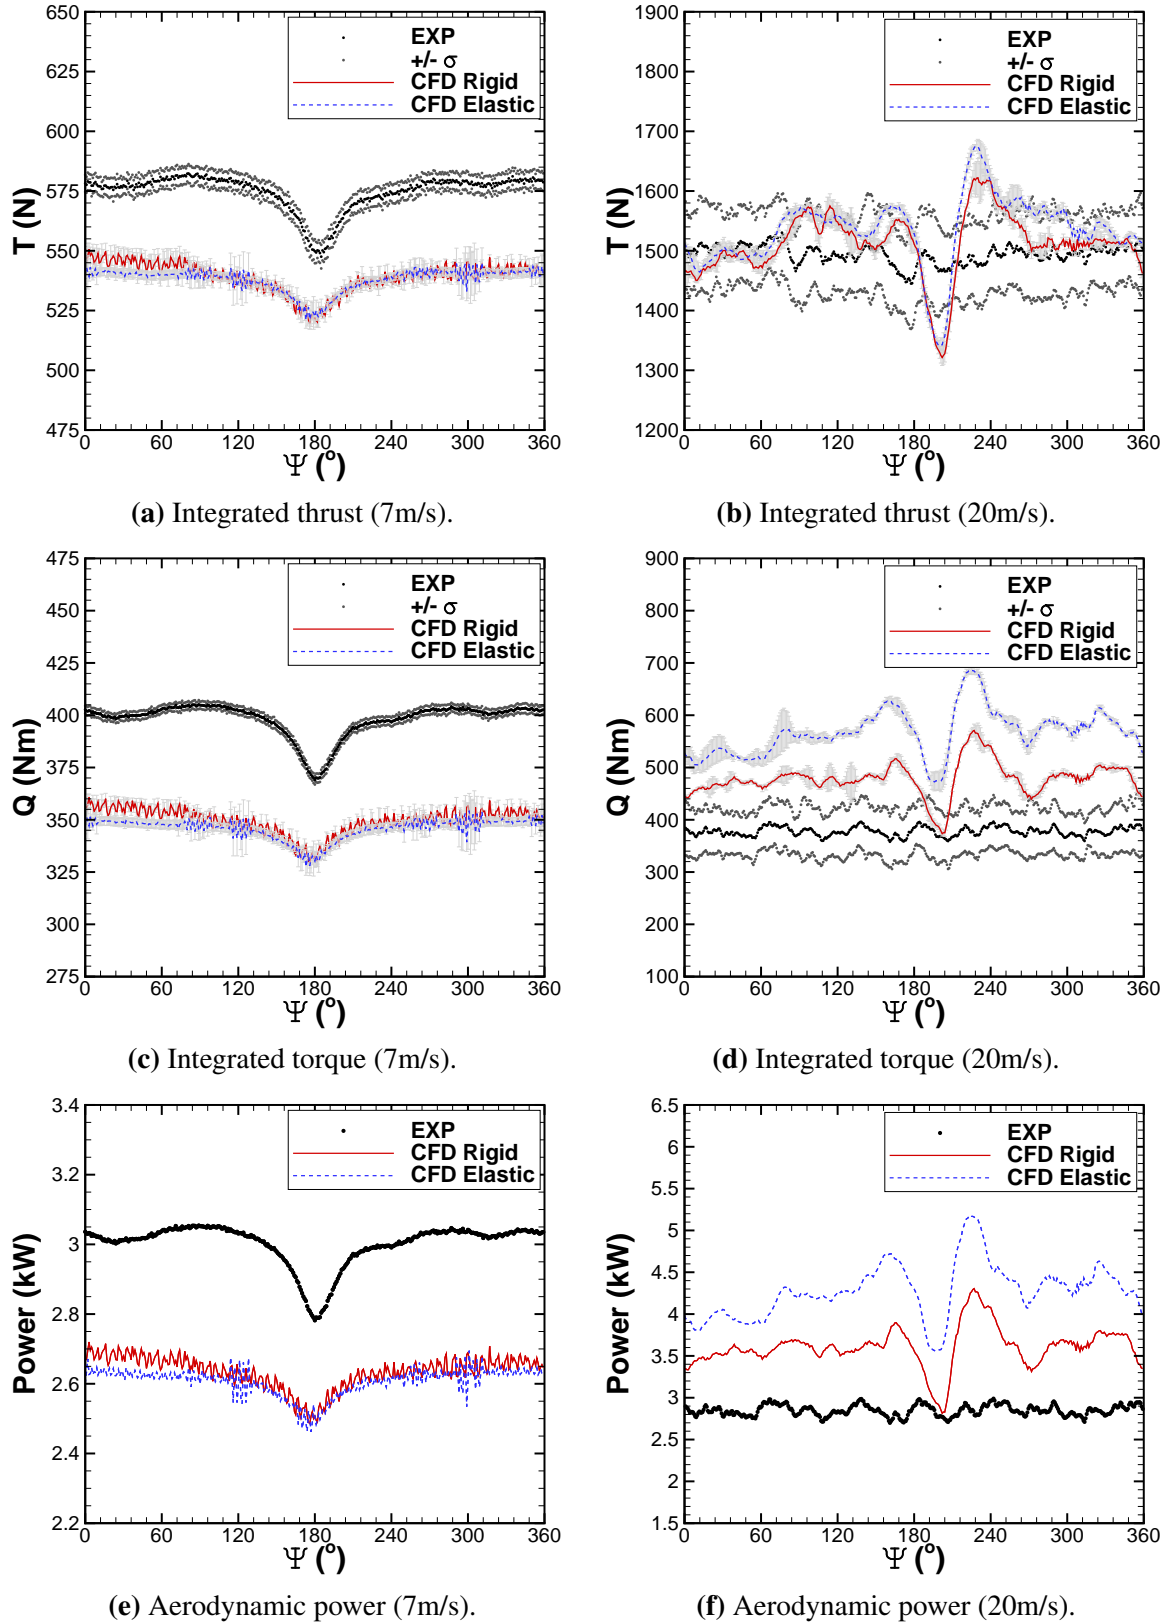 650
625
600
575
550
525
500
475
T (N)
EXP
+/- σ
CFD Rigid
CFD Elastic
0 60 120 180 240 300 360
Ψ (°)
(a) Integrated thrust (7m/s).
1900
1800
1700
1600
1500
1400
1300
1200
T (N)
EXP
+/- σ
CFD Rigid
CFD Elastic
0 60 120 180 240 300 360
Ψ (°)
(b) Integrated thrust (20m/s).
475
450
425
400
375
350
325
300
275
Q (Nm)
EXP
+/- σ
CFD Rigid
CFD Elastic
0 60 120 180 240 300 360
Ψ (°)
(c) Integrated torque (7m/s).
900
800
700
600
500
400
300
200
100
Q (Nm)
EXP
+/- σ
CFD Rigid
CFD Elastic
0 60 120 180 240 300 360
Ψ (°)
(d) Integrated torque (20m/s).
3.4
3.2
3
2.8
2.6
2.4
2.2
Power (kW)
EXP
CFD Rigid
CFD Elastic
0 60 120 180 240 300 360
Ψ (°)
(e) Aerodynamic power (7m/s).
6.5
6
5.5
5
4.5
4
3.5
3
2.5
2
1.5
Power (kW)
EXP
CFD Rigid
CFD Elastic
0 60 120 180 240 300 360
Ψ (°)
(f) Aerodynamic power (20m/s).